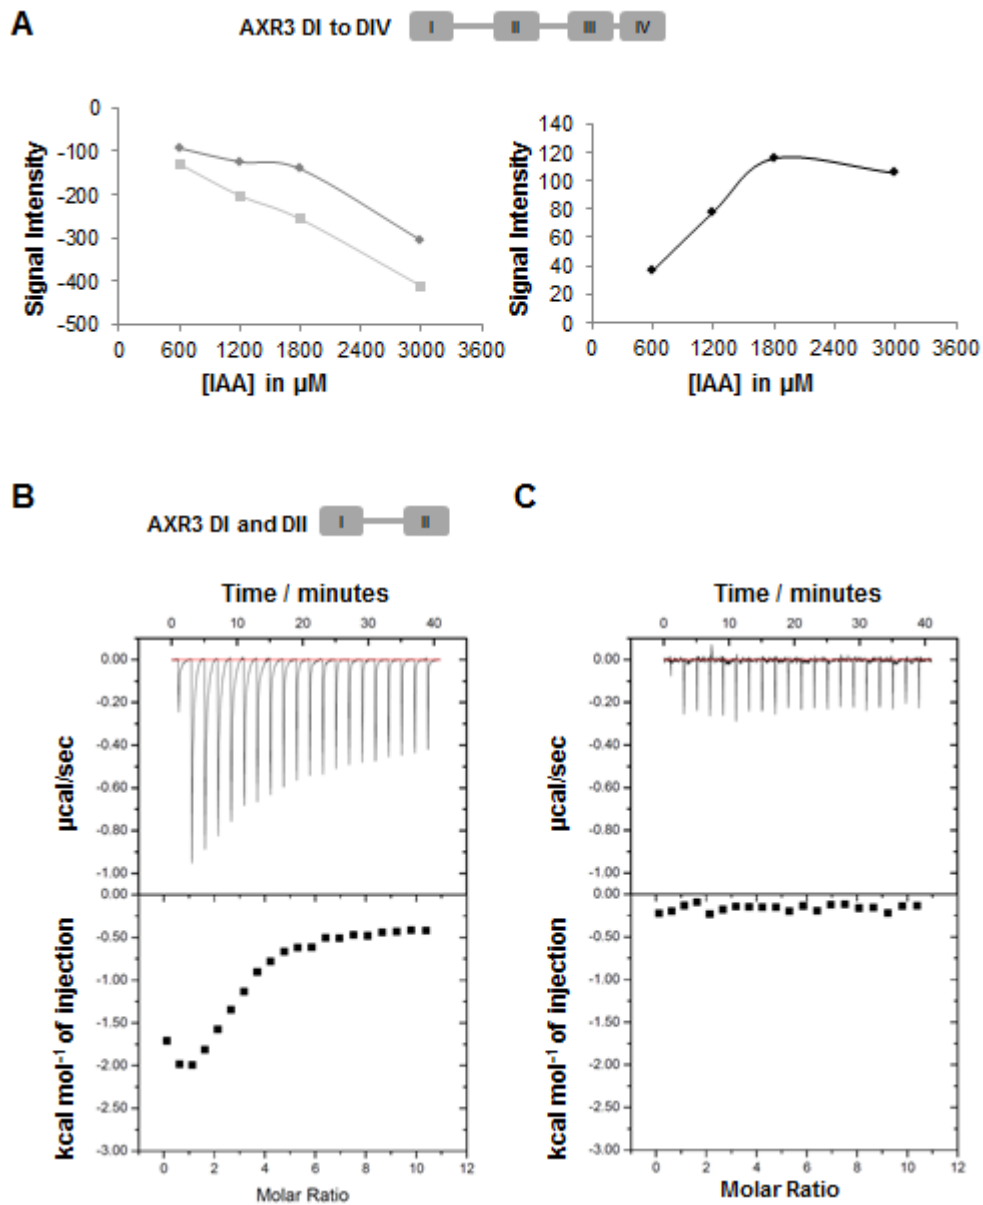 A
AXR3 DI to DIV
I II III IV
Signal Intensity
0
-100
-200
-300
-400
-500
0 600 1200 1800 2400 3000 3600
[IAA] in µM
Signal Intensity
140
120
100
80
60
40
20
0
0 600 1200 1800 2400 3000 3600
[IAA] in µM
B
AXR3 DI and DII
I II
Time / minutes
0 10 20 30 40
µcal/sec
0.00
-0.20
-0.40
-0.60
-0.80
-1.00
kcal mol⁻¹ of injection
0.00
-0.50
-1.00
-1.50
-2.00
-2.50
-3.00
0 2 4 6 8 10 12
Molar Ratio
C
Time / minutes
0 10 20 30 40
µcal/sec
0.00
-0.20
-0.40
-0.60
-0.80
-1.00
kcal mol⁻¹ of injection
0.00
-0.50
-1.00
-1.50
-2.00
-2.50
-3.00
0 2 4 6 8 10 12
Molar Ratio